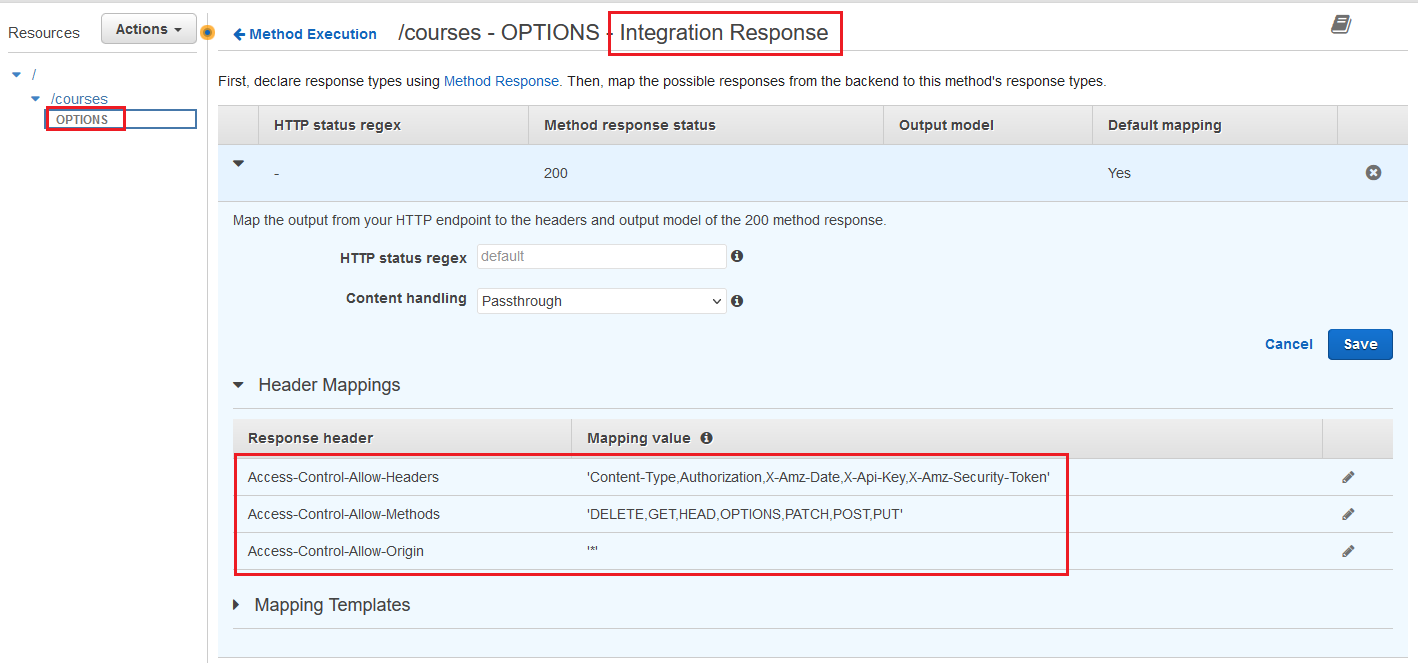 Resources
Actions
Method Execution
/courses - OPTIONS - Integration Response
/
/courses
OPTIONS
First, declare response types using Method Response. Then, map the possible responses from the backend to this method's response types.
HTTP status regex Method response status Output model Default mapping
- 200 Yes
Map the output from your HTTP endpoint to the headers and output model of the 200 method response.
HTTP status regex default
Content handling Passthrough
Cancel Save
Header Mappings
Response header Mapping value
Access-Control-Allow-Headers 'Content-Type,Authorization,X-Amz-Date,X-Api-Key,X-Amz-Security-Token'
Access-Control-Allow-Methods 'DELETE,GET,HEAD,OPTIONS,PATCH,POST,PUT'
Access-Control-Allow-Origin '*'
Mapping Templates